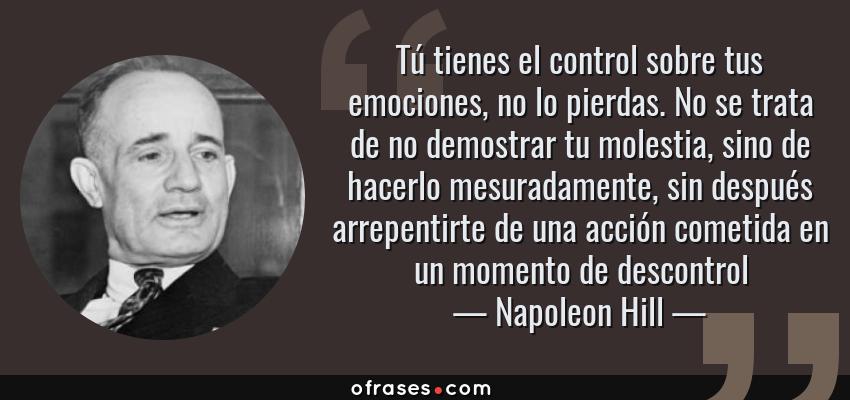 Tú tienes el control sobre tus
emociones, no lo pierdas. No se trata
de no demostrar tu molestia, sino de
hacerlo mesuradamente, sin después
arrepentirte de una acción cometida en
un momento de descontrol
— Napoleon Hill —
ofrases.com